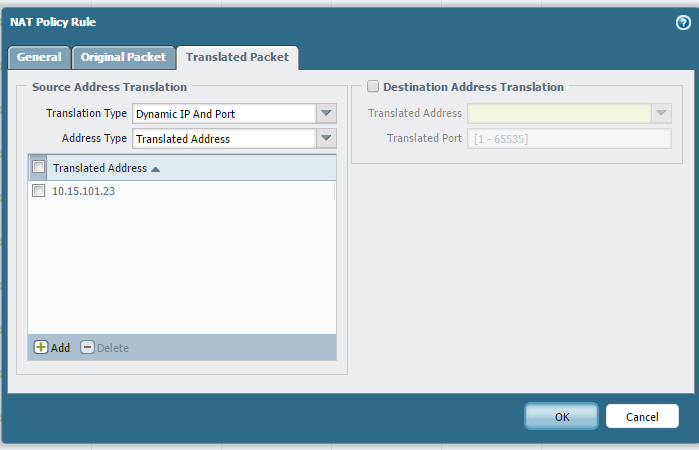 NAT Policy Rule
General Original Packet Translated Packet
Source Address Translation
Translation Type Dynamic IP And Port
Address Type Translated Address
Translated Address
10.15.101.23
Add Delete
Destination Address Translation
Translated Address
Translated Port [1 - 65535]
OK Cancel